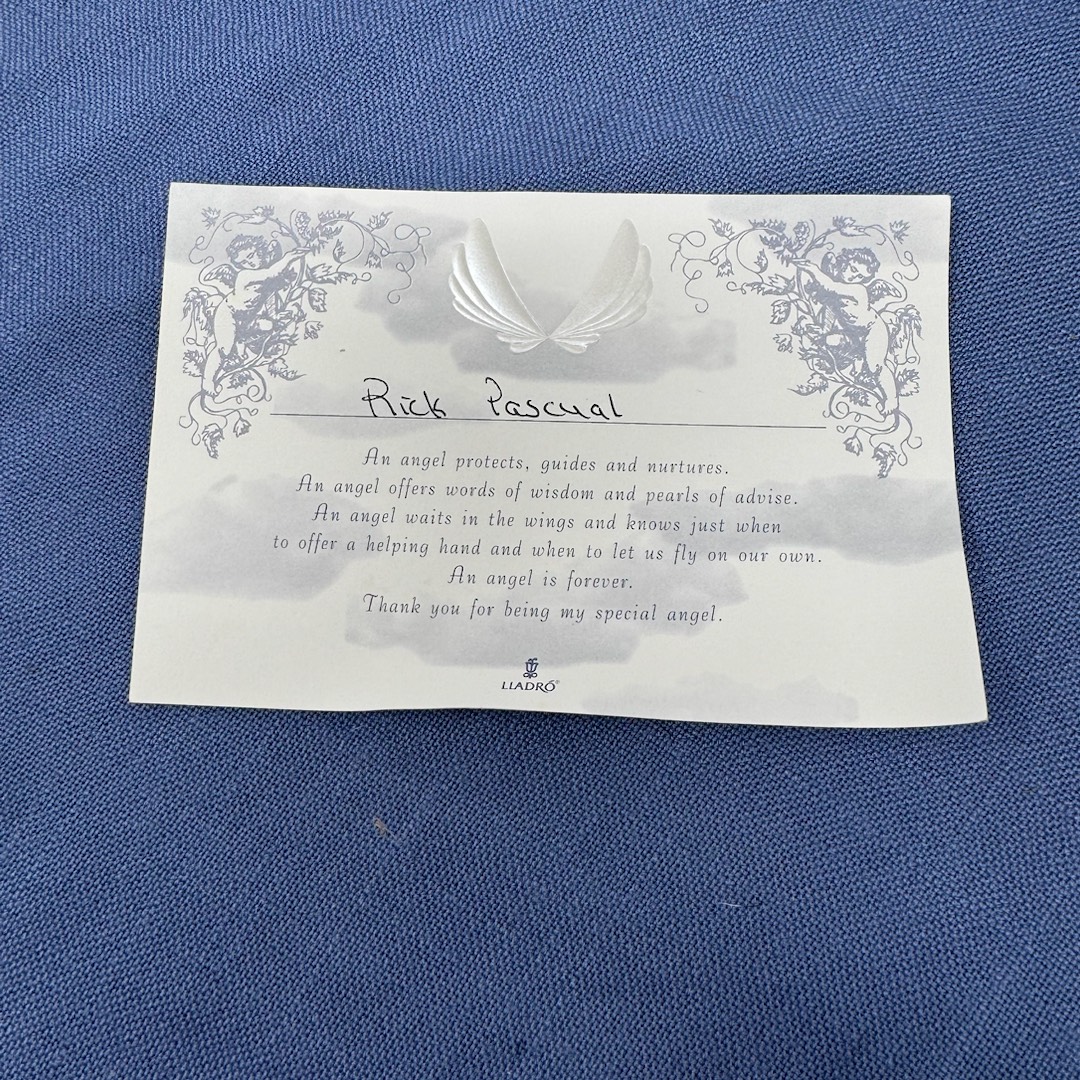 Rick Pascual
An angel protects, guides and nurtures.
An angel offers words of wisdom and pearls of advise.
An angel waits in the wings and knows just when
to offer a helping hand and when to let us fly on our own.
An angel is forever.
Thank you for being my special angel.
LLADRÓ®